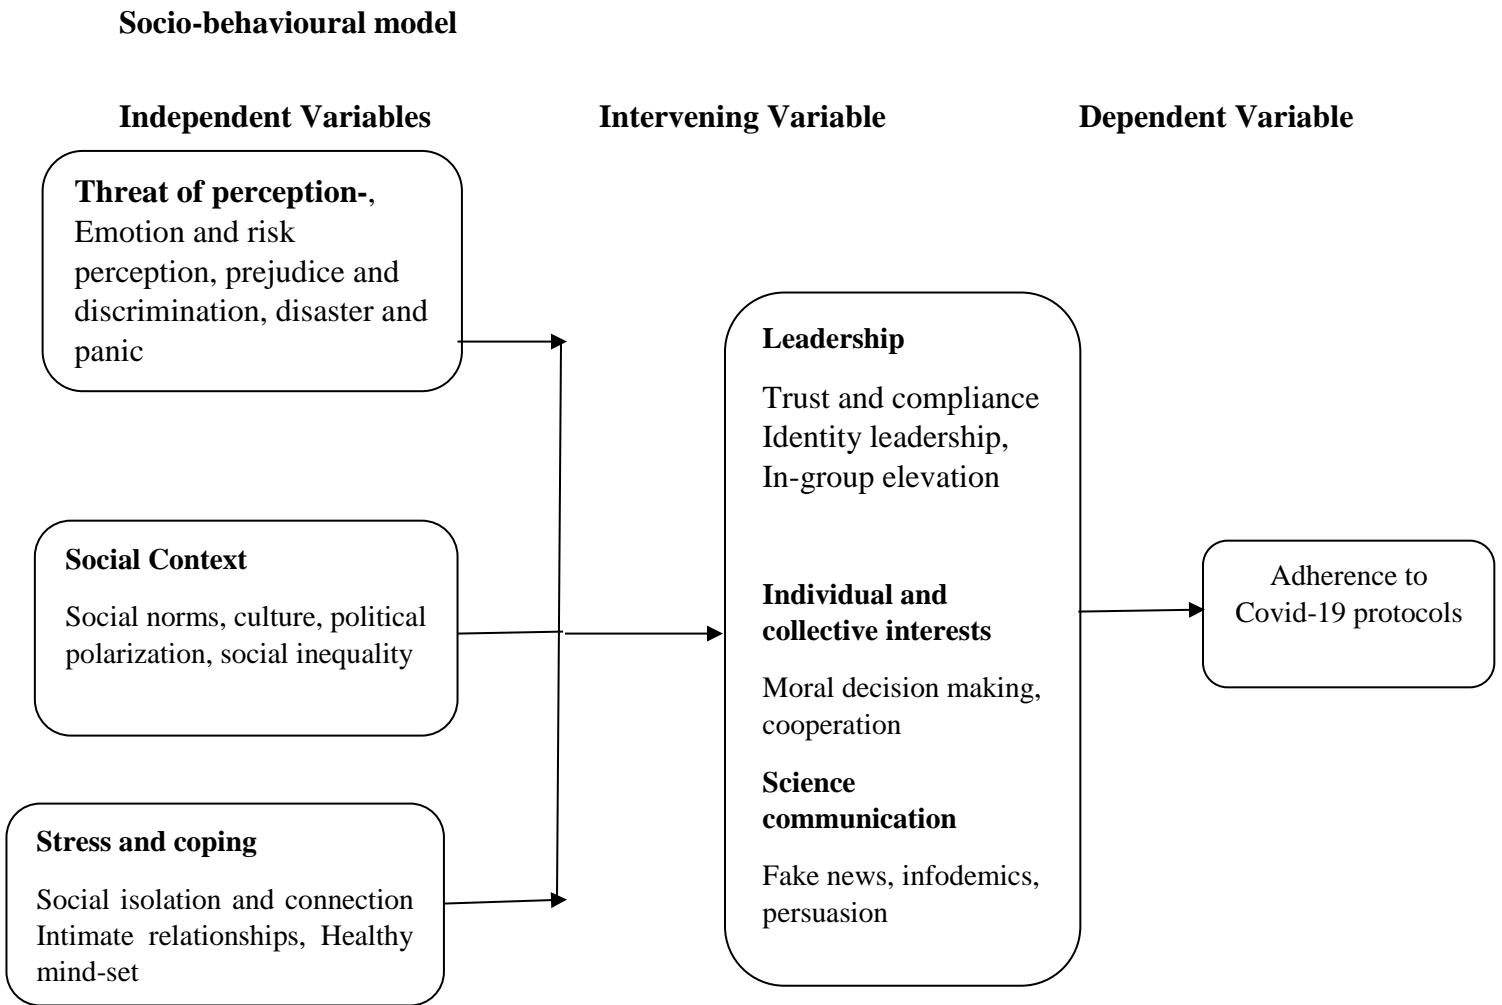 Socio-behavioural model
Independent Variables
Intervening Variable
Dependent Variable
Threat of perception-,
Emotion and risk
perception, prejudice and
discrimination, disaster and
panic
Social Context
Social norms, culture, political
polarization, social inequality
Stress and coping
Social isolation and connection
Intimate relationships, Healthy
mind-set
Leadership
Trust and compliance
Identity leadership,
In-group elevation
Individual and
collective interests
Moral decision making,
cooperation
Science
communication
Fake news, infodemics,
persuasion
Adherence to
Covid-19 protocols